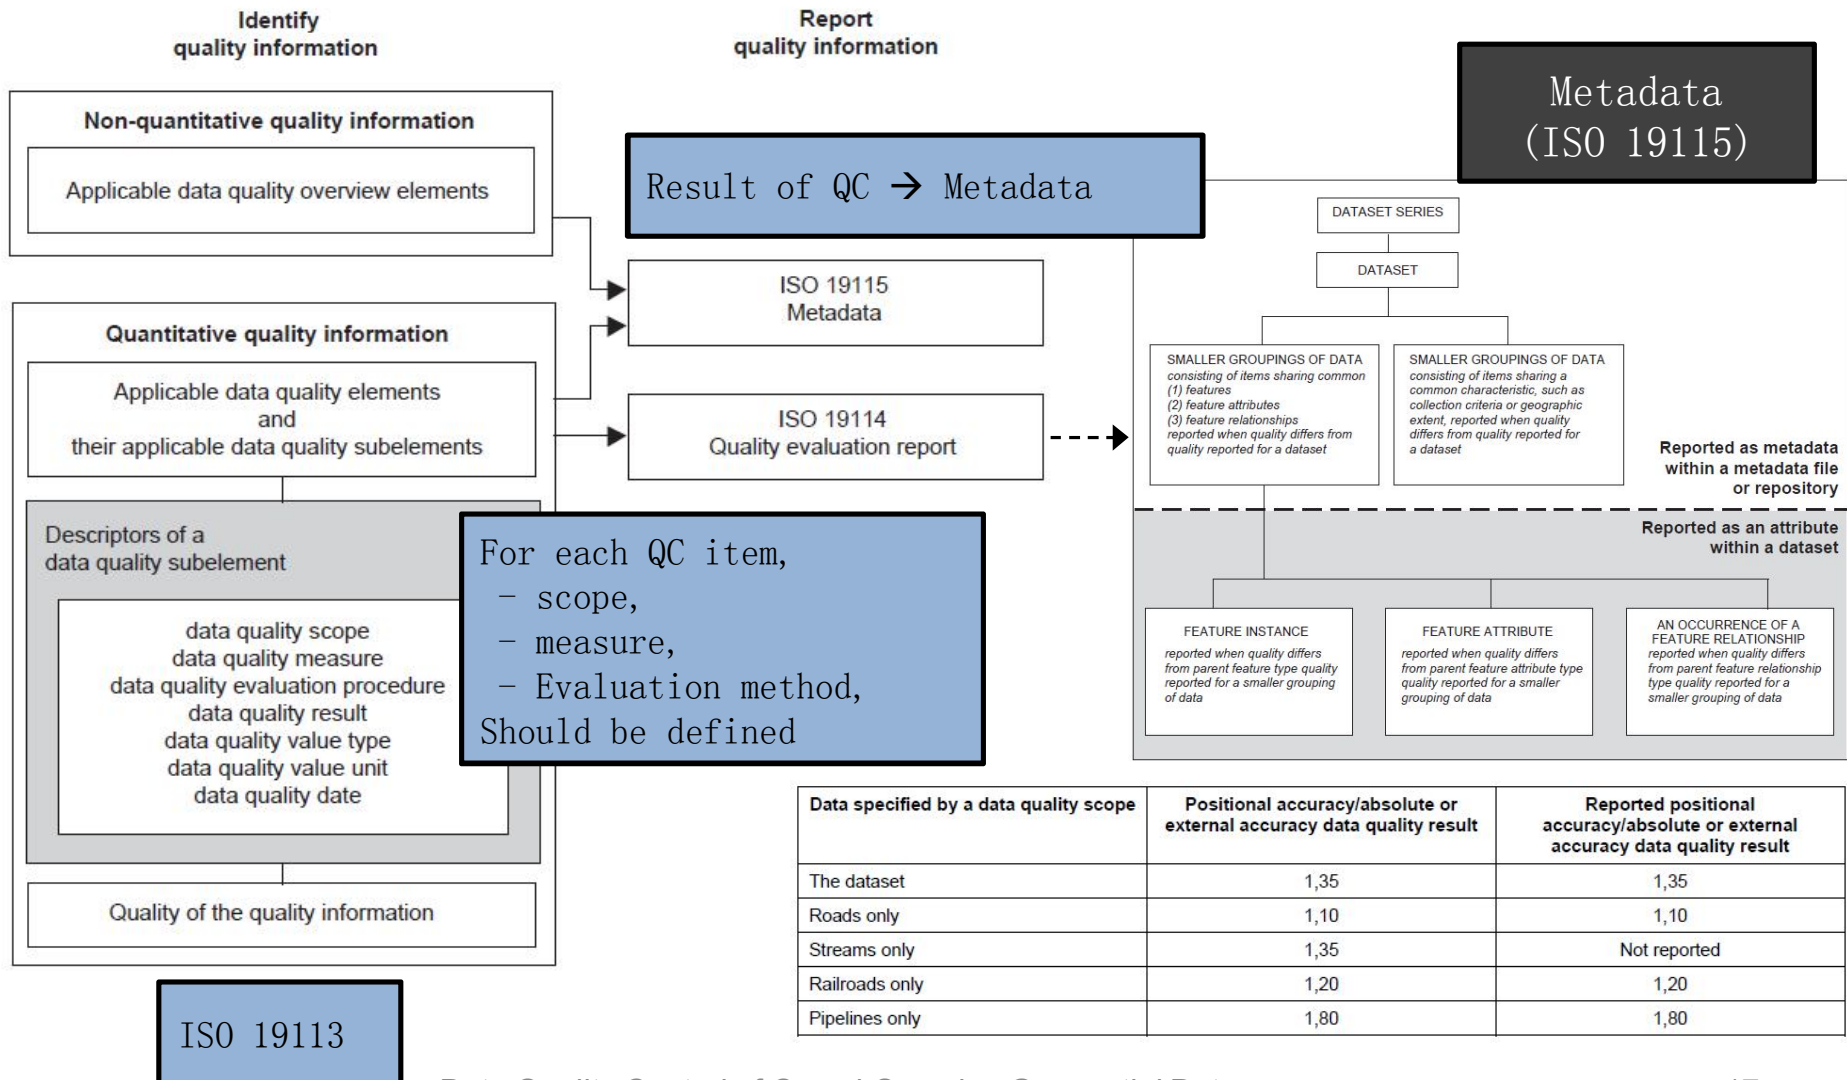 Identify
quality information
Report
quality information
Metadata
(ISO 19115)
Non-quantitative quality information
Applicable data quality overview elements
Result of QC → Metadata
ISO 19115
Metadata
Quantitative quality information
Applicable data quality elements
and
their applicable data quality subelements
ISO 19114
Quality evaluation report
Descriptors of a
data quality subelement
data quality scope
data quality measure
data quality evaluation procedure
data quality result
data quality value type
data quality value unit
data quality date
For each QC item,
- scope,
- measure,
- Evaluation method,
Should be defined
Quality of the quality information
ISO 19113
DATASET SERIES
DATASET
SMALLER GROUPINGS OF DATA
consisting of items sharing common
(1) features
(2) feature attributes
(3) feature relationships
reported when quality differs from
quality reported for a dataset
SMALLER GROUPINGS OF DATA
consisting of items sharing a
common characteristic, such as
collection criteria or geographic
extent, reported when quality
differs from quality reported for
a dataset
Reported as metadata
within a metadata file
or repository
Reported as an attribute
within a dataset
FEATURE INSTANCE
reported when quality differs
from parent feature type quality
reported for a smaller grouping
of data
FEATURE ATTRIBUTE
reported when quality differs
from parent feature attribute type
quality reported for a smaller
grouping of data
AN OCCURRENCE OF A
FEATURE RELATIONSHIP
reported when quality differs
from parent feature relationship
type quality reported for a
smaller grouping of data
Data specified by a data quality scope
Positional accuracy/absolute or
external accuracy data quality result
Reported positional
accuracy/absolute or external
accuracy data quality result
The dataset 1,35 1,35
Roads only 1,10 1,10
Streams only 1,35 Not reported
Railroads only 1,20 1,20
Pipelines only 1,80 1,80